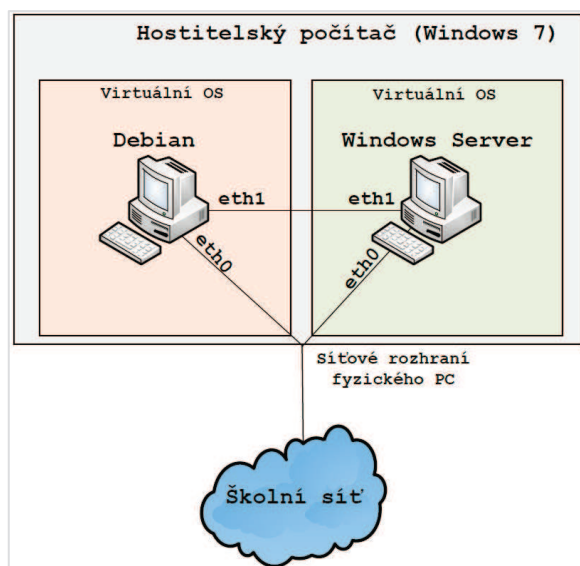 Hostitelský počítač (Windows 7)
Virtuální OS
Debian
eth1
eth0
Virtuální OS
Windows Server
eth1
eth0
Síťové rozhraní
fyzického PC
Školní síť